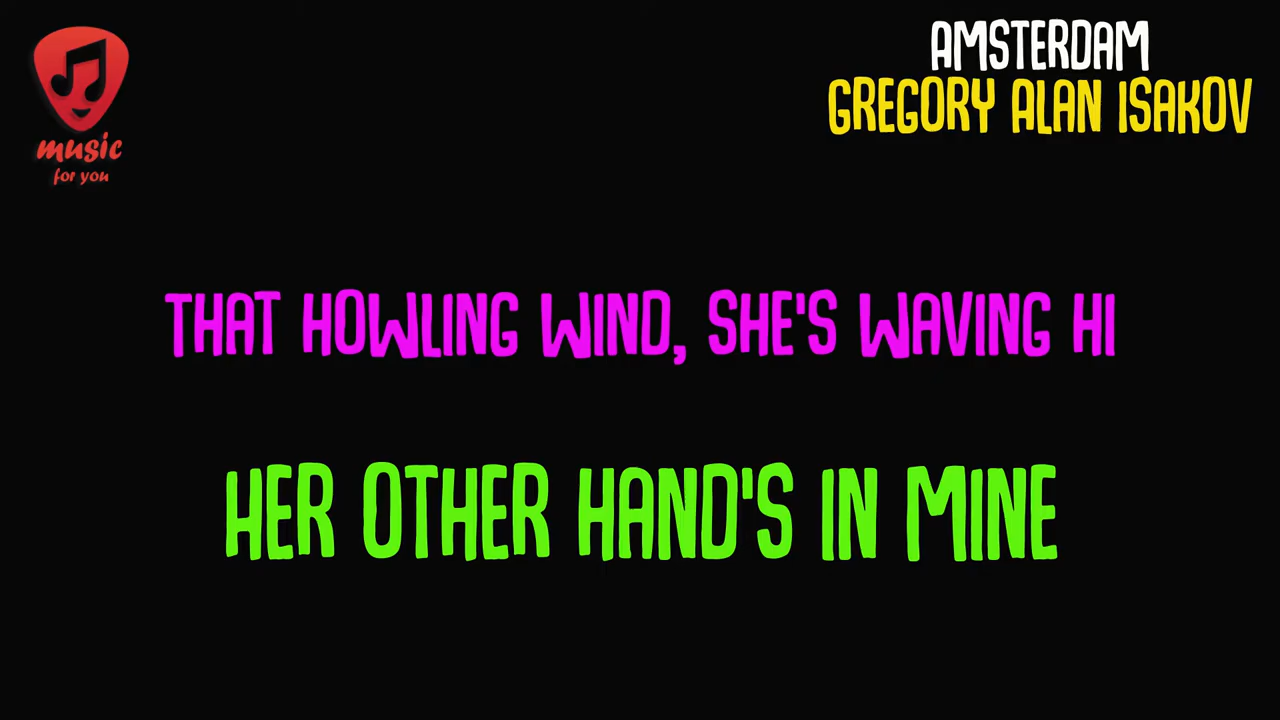 music
for you
AMSTERDAM
GREGORY ALAN ISAKOV
THAT HOWLING WIND, SHE'S WAVING HI
HER OTHER HAND'S IN MINE